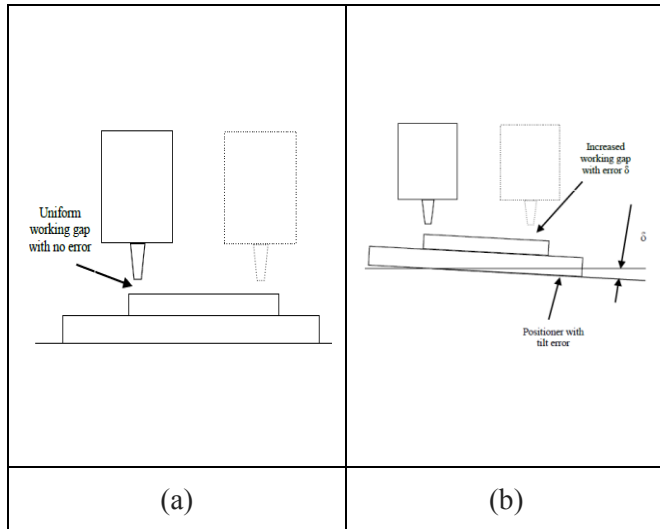 Uniform
working gap
with no error
Increased
working gap
with error δ
δ
Positioner with
tilt error
(a)
(b)